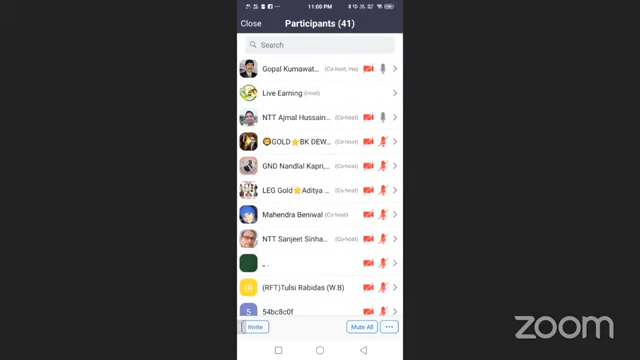 11:00 PM
Close Participants (41)
Search
Gopal Kumawat... (Co-host, me)
Live Earning (Host)
NTT Ajmal Hussain... (Co-host)
GOLD⭐BK DEW... (Co-host)
GND Nandlal Kapri,... (Co-host)
LEG Gold🌟Aditya ... (Co-host)
Mahendra Beniwal (Co-host)
NTT Sanjeet Sinha... (Co-host)
(R (RFT)Tulsi Rabidas (W.B)
5 54bc8c0f
Invite Mute All ...
zoom